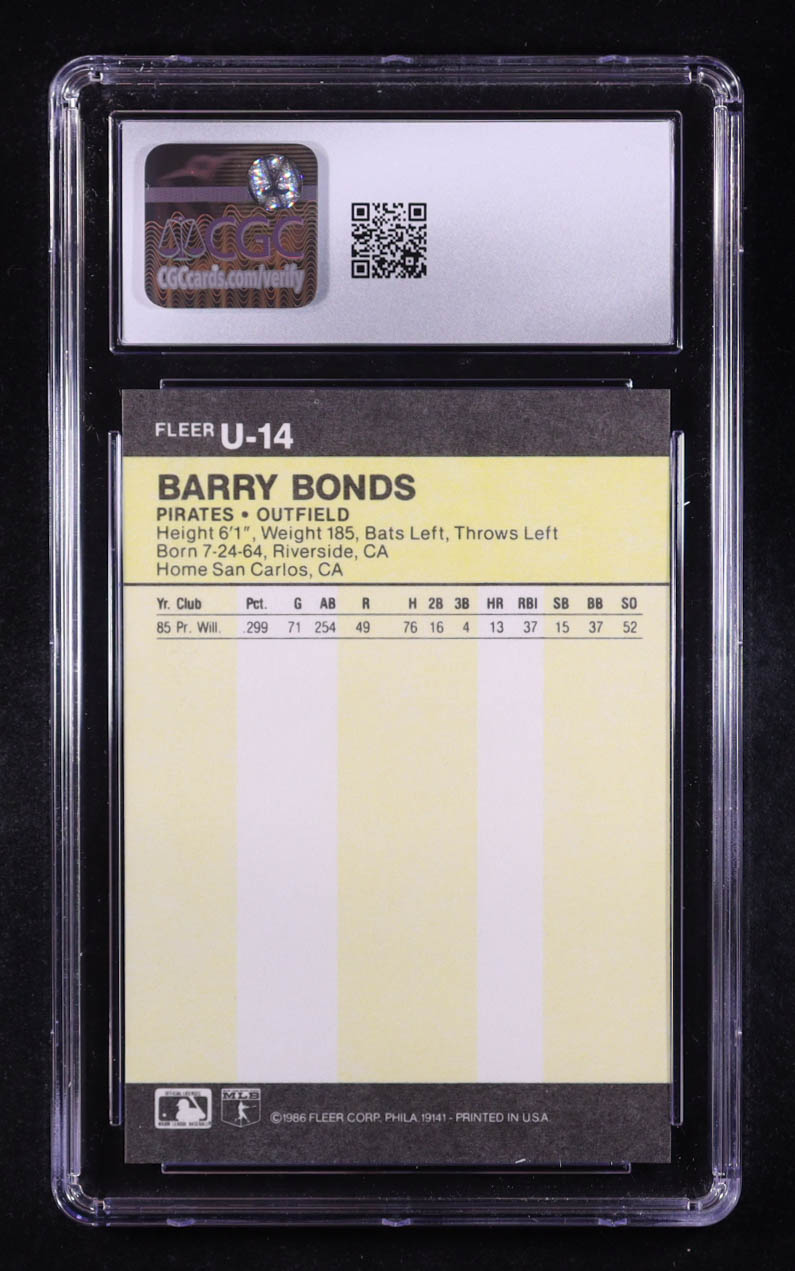 CGC
CGCcards.com/verify
FLEER U-14
BARRY BONDS
PIRATES • OUTFIELD
Height 6'1", Weight 185, Bats Left, Throws Left
Born 7-24-64, Riverside, CA
Home San Carlos, CA
Yr. Club Pct. G AB R H 2B 3B HR RBI SB BB SO
85 Pr. Will. .299 71 254 49 76 16 4 13 37 15 37 52
MLB
©1986 FLEER CORP. PHILA. 19141 - PRINTED IN U.S.A.